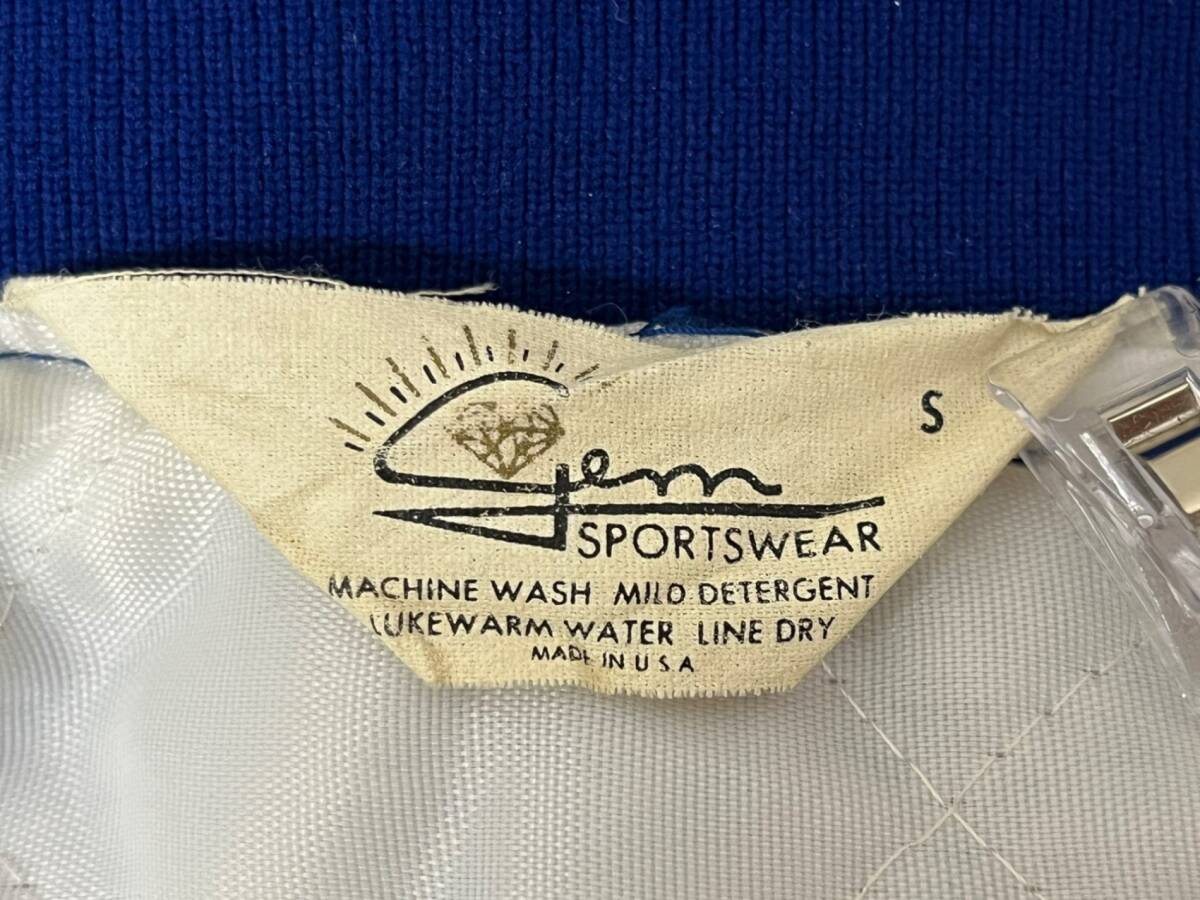 S
Gem
SPORTSWEAR
MACHINE WASH MILD DETERGENT
LUKEWARM WATER LINE DRY
MADE IN U S A